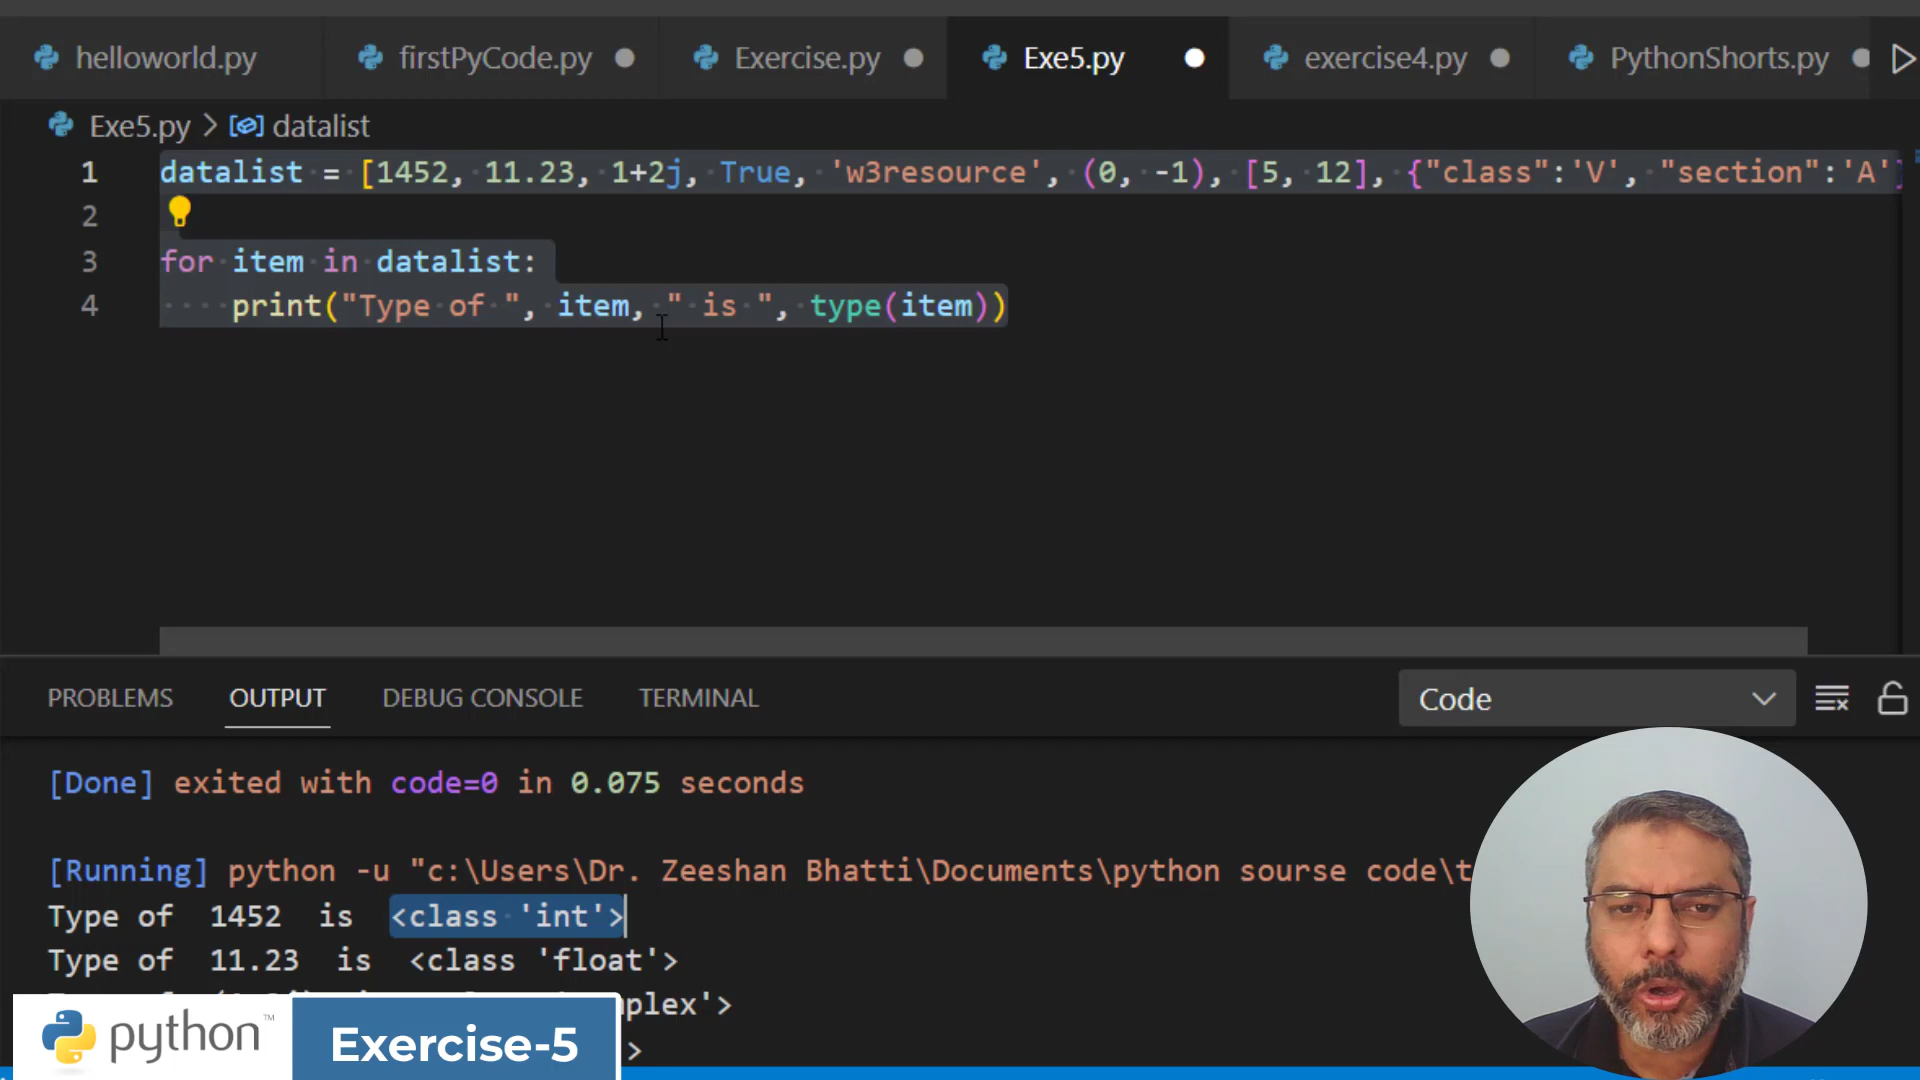 helloworld.py firstPyCode.py Exercise.py Exe5.py exercise4.py PythonShorts.py
Exe5.py > datalist
1 datalist = [1452, 11.23, 1+2j, True, 'w3resource', (0, -1), [5, 12], {"class":'V', "section":'A'}
2
3 for item in datalist:
4 print("Type of ", item, " is ", type(item))
PROBLEMS OUTPUT DEBUG CONSOLE TERMINAL Code
[Done] exited with code=0 in 0.075 seconds
[Running] python -u "c:\Users\Dr. Zeeshan Bhatti\Documents\python sourse code\t
Type of 1452 is <class 'int'>
Type of 11.23 is <class 'float'>
mplex'>
>
python™
Exercise-5